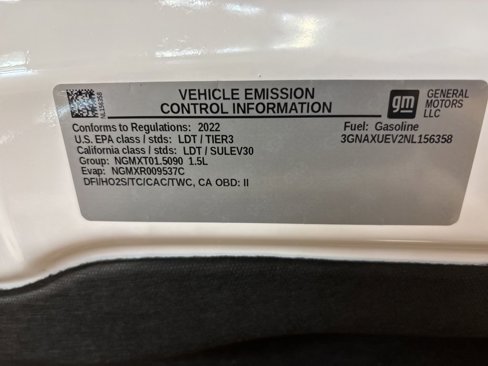 VEHICLE EMISSION
CONTROL INFORMATION
gm
GENERAL
MOTORS
LLC
NL156358
Conforms to Regulations: 2022
U.S. EPA class / stds: LDT / TIER3
California class / stds: LDT / SULEV30
Group: NGMXT01.5090 1.5L
Evap: NGMXR009537C
DFI/HO2S/TC/CAC/TWC, CA OBD: II
Fuel: Gasoline
3GNAXUEV2NL156358